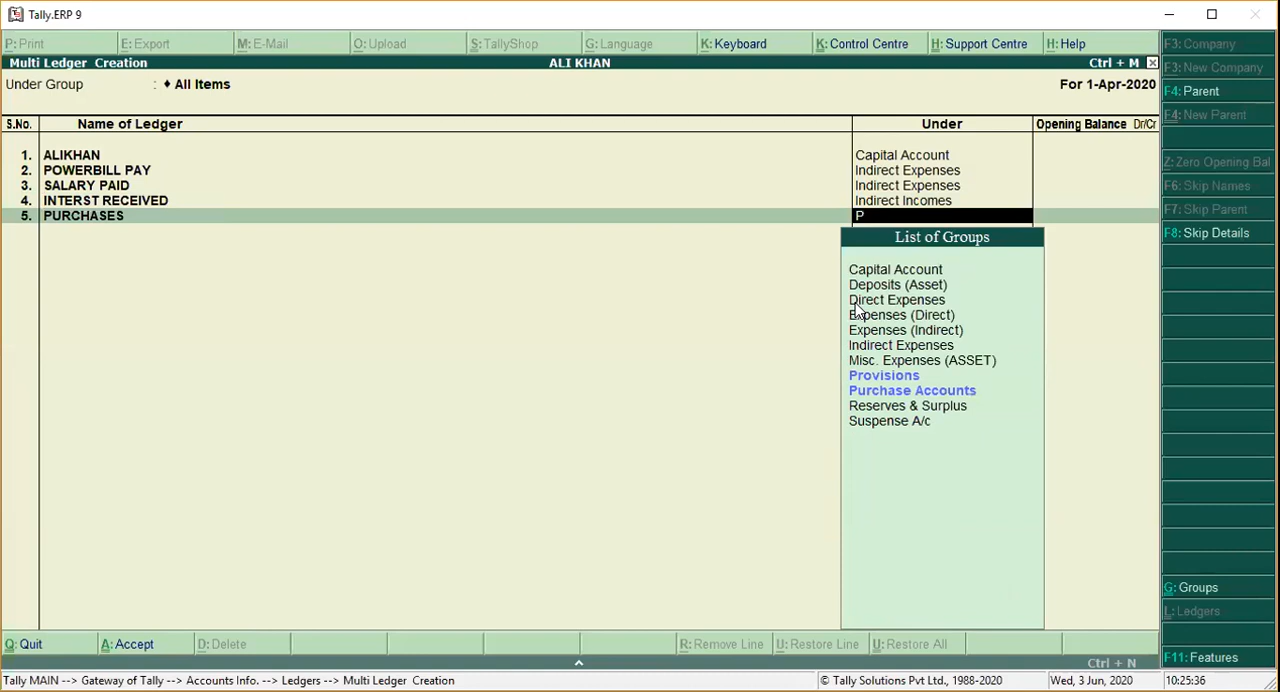 Tally.ERP 9
P: Print E: Export M: E-Mail O: Upload S: TallyShop G: Language K: Keyboard K: Control Centre H: Support Centre H: Help
Multi Ledger Creation ALI KHAN Ctrl + M
Under Group : ♦ All Items For 1-Apr-2020
S.No. Name of Ledger Under Opening Balance Dr/Cr
1. ALIKHAN Capital Account
2. POWERBILL PAY Indirect Expenses
3. SALARY PAID Indirect Expenses
4. INTERST RECEIVED Indirect Incomes
5. PURCHASES P
List of Groups
Capital Account
Deposits (Asset)
Direct Expenses
Expenses (Direct)
Expenses (Indirect)
Indirect Expenses
Misc. Expenses (ASSET)
Provisions
Purchase Accounts
Reserves & Surplus
Suspense A/c
F3: Company
F3: New Company
F4: Parent
F4: New Parent
Z: Zero Opening Bal
F6: Skip Names
F7: Skip Parent
F8: Skip Details
G: Groups
L: Ledgers
F11: Features
Q: Quit A: Accept D: Delete R: Remove Line U: Restore Line U: Restore All
Ctrl + N
Tally MAIN --> Gateway of Tally --> Accounts Info. --> Ledgers --> Multi Ledger Creation © Tally Solutions Pvt Ltd., 1988-2020 Wed, 3 Jun, 2020 10:25:36